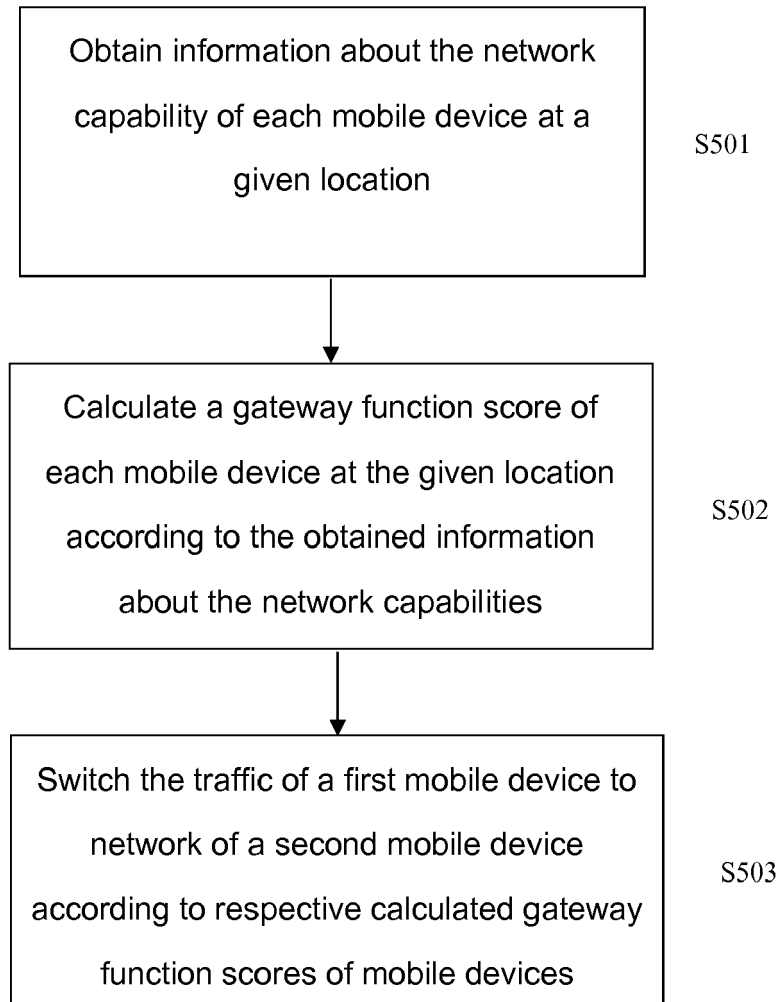 Obtain information about the network
capability of each mobile device at a
given location
S501
Calculate a gateway function score of
each mobile device at the given location
according to the obtained information
about the network capabilities
S502
Switch the traffic of a first mobile device to
network of a second mobile device
according to respective calculated gateway
function scores of mobile devices
S503